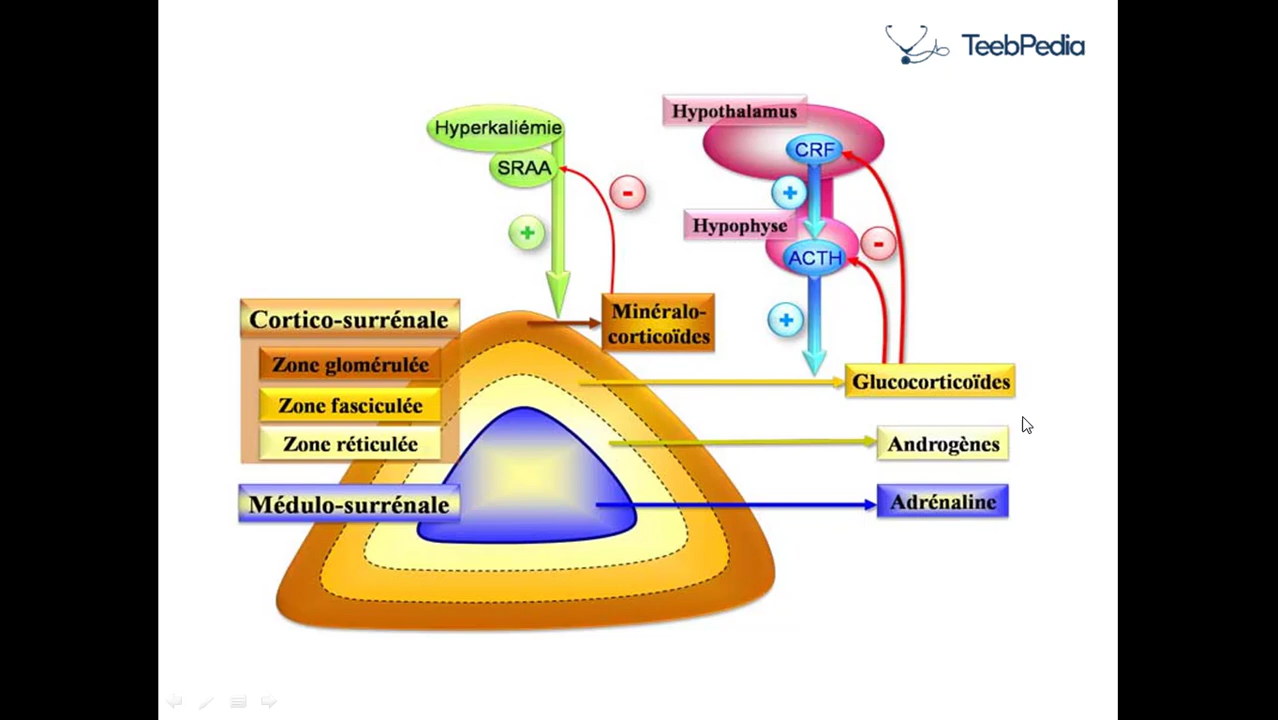 TeebPedia
Hypothalamus
Hyperkaliémie
CRF
SRAA
-
+
Hypophyse
+
-
ACTH
+
Cortico-surrénale
Minéralo-
corticoïdes
Zone glomérulée
Glucocorticoïdes
Zone fasciculée
Zone réticulée
Androgènes
Médulo-surrénale
Adrénaline